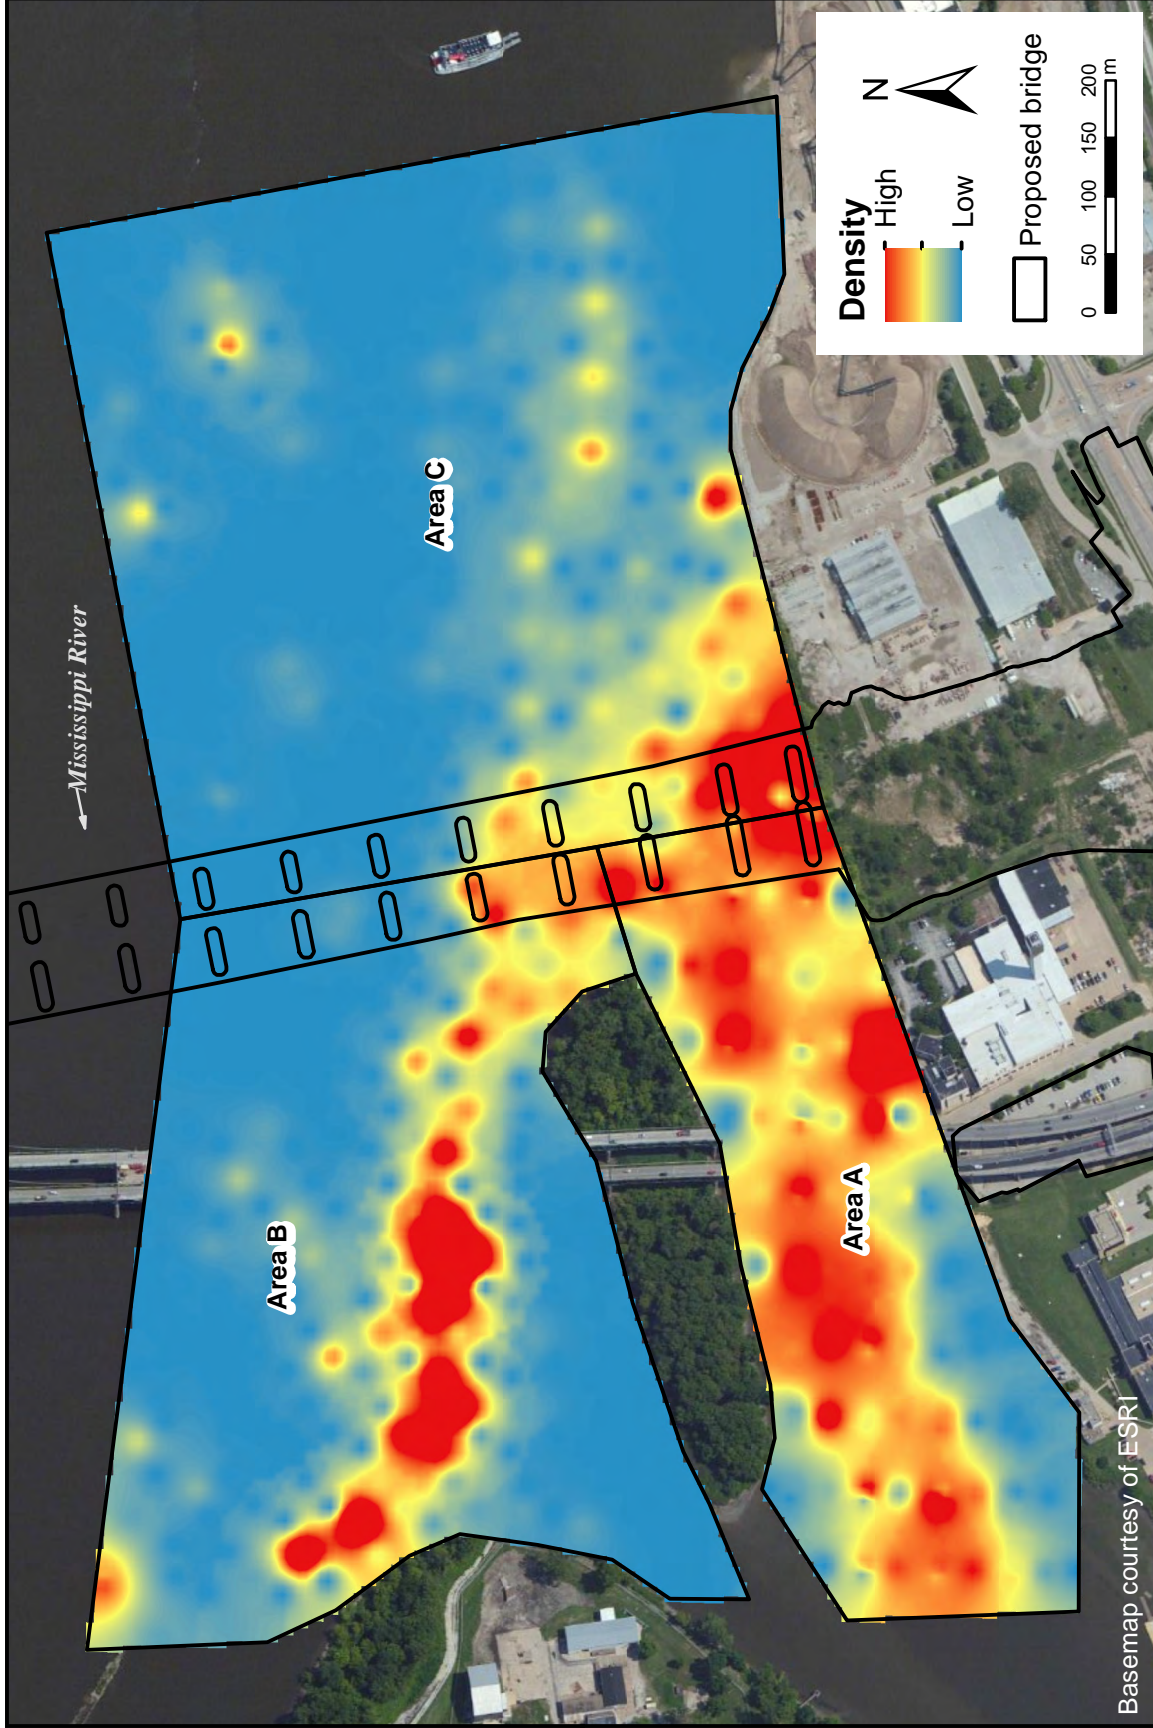 Mississippi River
Area B
Area C
Area A
Density
High
Low
N
Proposed bridge
0 50 100 150 200
m
Basemap courtesy of ESRI